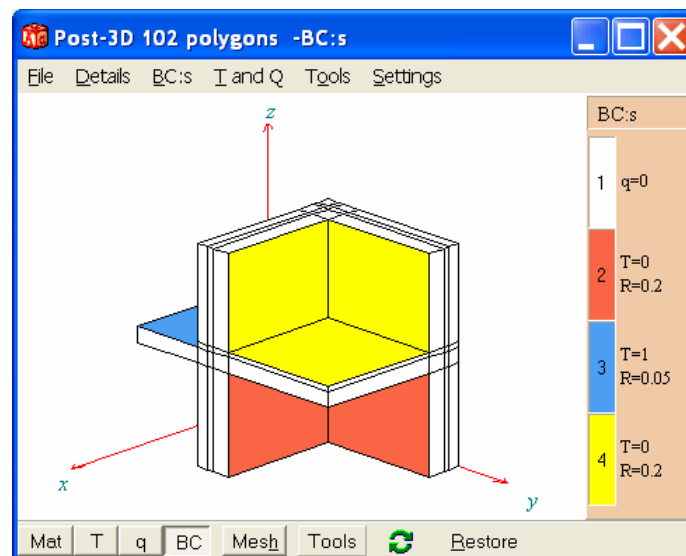 Post-3D 102 polygons -BC:s
File Details BC:s T and Q Tools Settings
z
x
y
BC:s
1 q=0
2 T=0
R=0.2
3 T=1
R=0.05
4 T=0
R=0.2
Mat T q BC Mesh Tools Restore